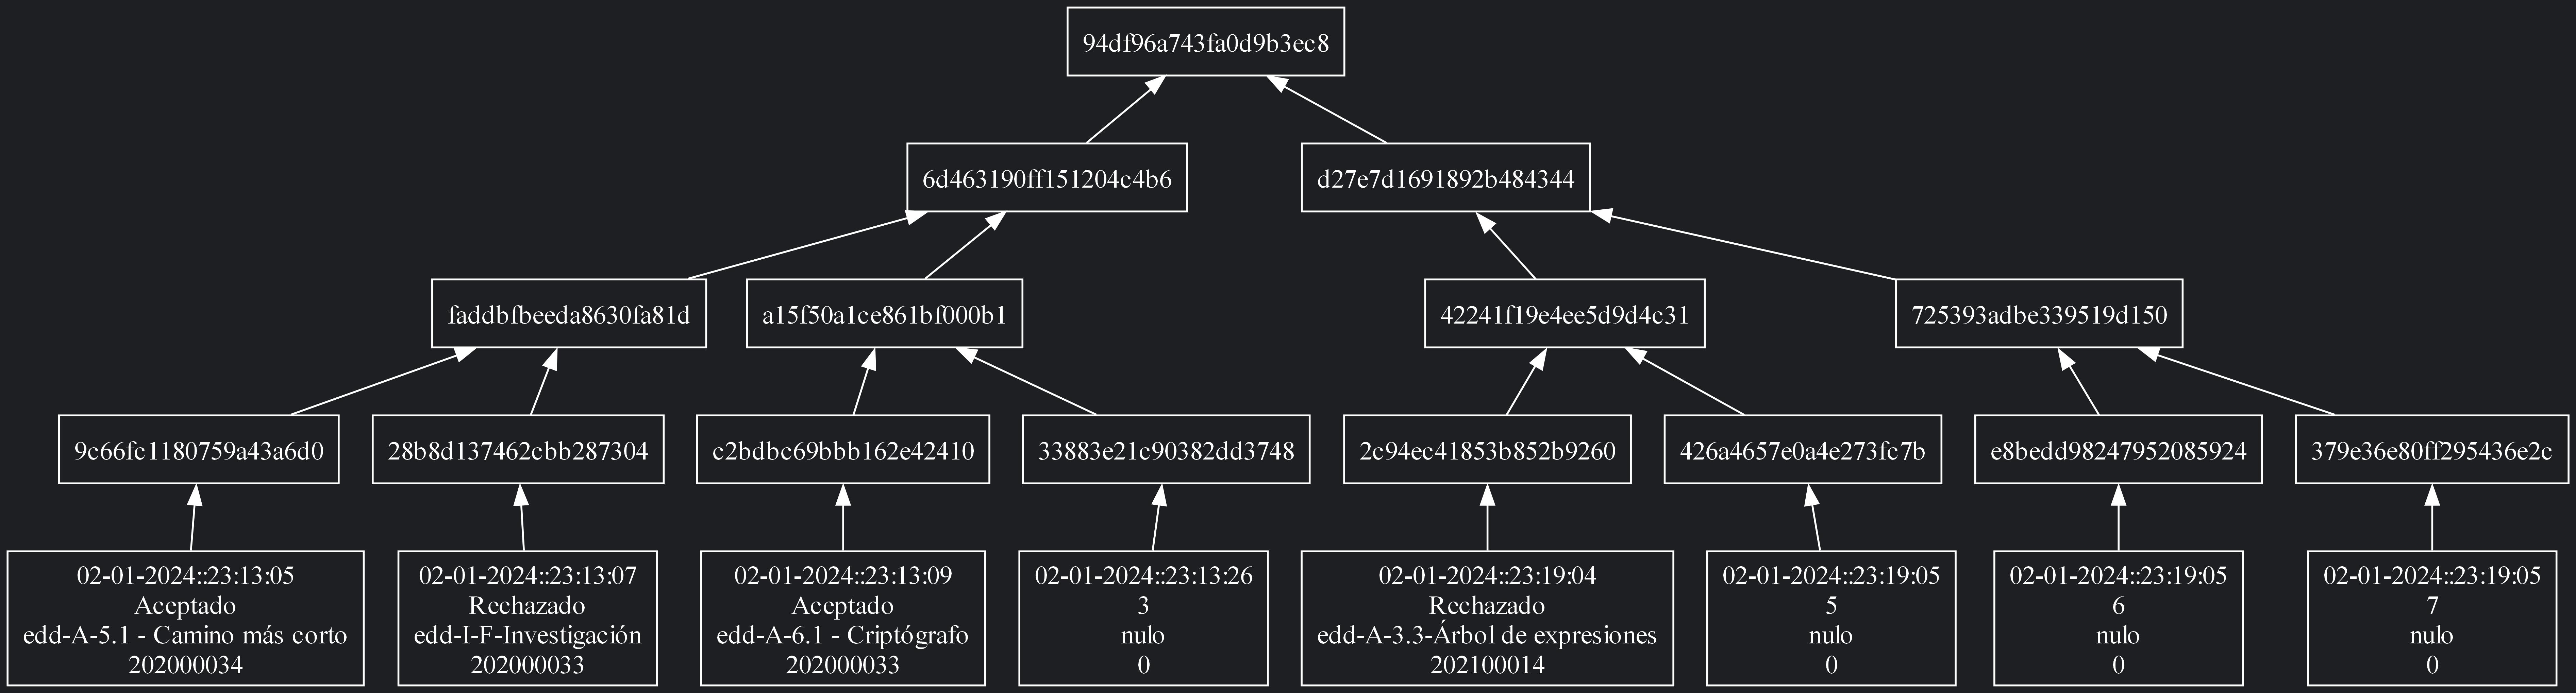 94df96a743fa0d9b3ec8
6d463190ff151204c4b6
d27e7d1691892b484344
faddbfbeeda8630fa81d
a15f50a1ce861bf000b1
42241f19e4ee5d9d4c31
725393adbe339519d150
9c66fc1180759a43a6d0
28b8d137462cbb287304
c2bdbc69bbb162e42410
33883e21c90382dd3748
2c94ec41853b852b9260
426a4657e0a4e273fc7b
e8bedd98247952085924
379e36e80ff295436e2c
02-01-2024::23:13:05
Aceptado
edd-A-5.1 - Camino más corto
202000034
02-01-2024::23:13:07
Rechazado
edd-I-F-Investigación
202000033
02-01-2024::23:13:09
Aceptado
edd-A-6.1 - Criptógrafo
202000033
02-01-2024::23:13:26
3
nulo
0
02-01-2024::23:19:04
Rechazado
edd-A-3.3-Árbol de expresiones
202100014
02-01-2024::23:19:05
5
nulo
0
02-01-2024::23:19:05
6
nulo
0
02-01-2024::23:19:05
7
nulo
0